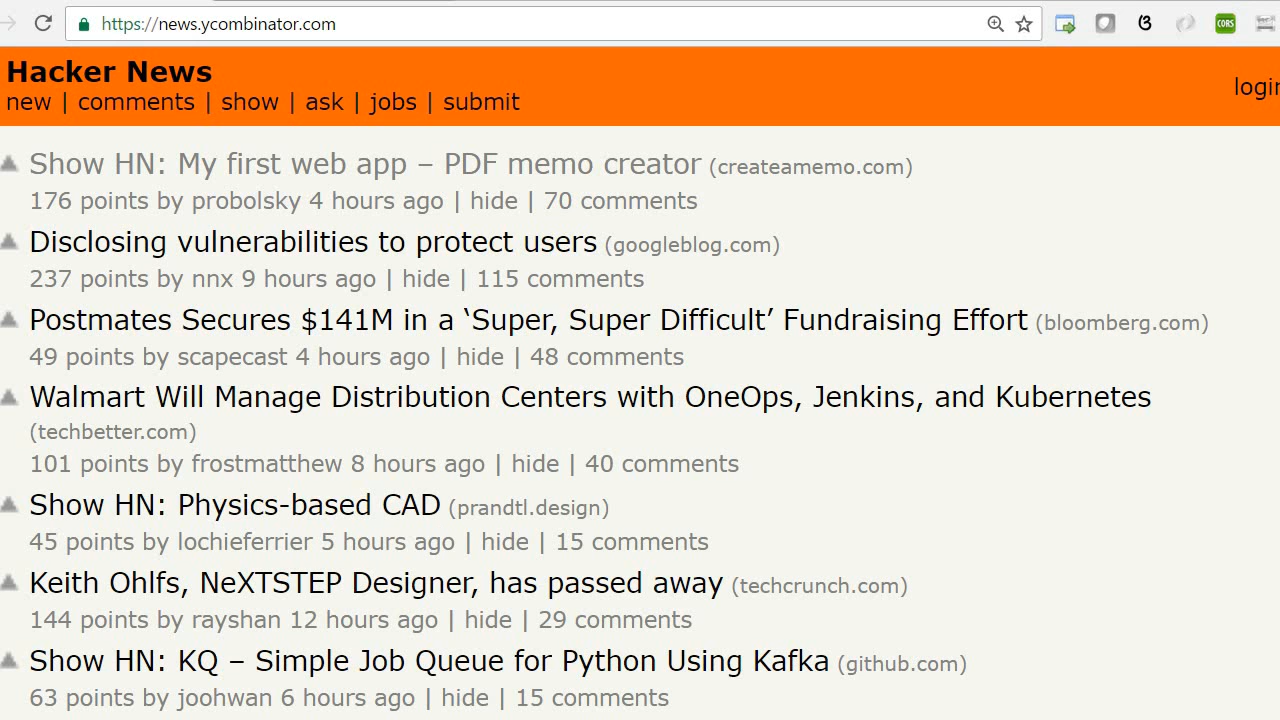 https://news.ycombinator.com
CORS
Hacker News
new | comments | show | ask | jobs | submit
login
Show HN: My first web app – PDF memo creator (createamemo.com)
176 points by probolsky 4 hours ago | hide | 70 comments
Disclosing vulnerabilities to protect users (googleblog.com)
237 points by nnx 9 hours ago | hide | 115 comments
Postmates Secures $141M in a ‘Super, Super Difficult’ Fundraising Effort (bloomberg.com)
49 points by scapecast 4 hours ago | hide | 48 comments
Walmart Will Manage Distribution Centers with OneOps, Jenkins, and Kubernetes
(techbetter.com)
101 points by frostmatthew 8 hours ago | hide | 40 comments
Show HN: Physics-based CAD (prandtl.design)
45 points by lochieferrier 5 hours ago | hide | 15 comments
Keith Ohlfs, NeXTSTEP Designer, has passed away (techcrunch.com)
144 points by rayshan 12 hours ago | hide | 29 comments
Show HN: KQ – Simple Job Queue for Python Using Kafka (github.com)
63 points by joohwan 6 hours ago | hide | 15 comments